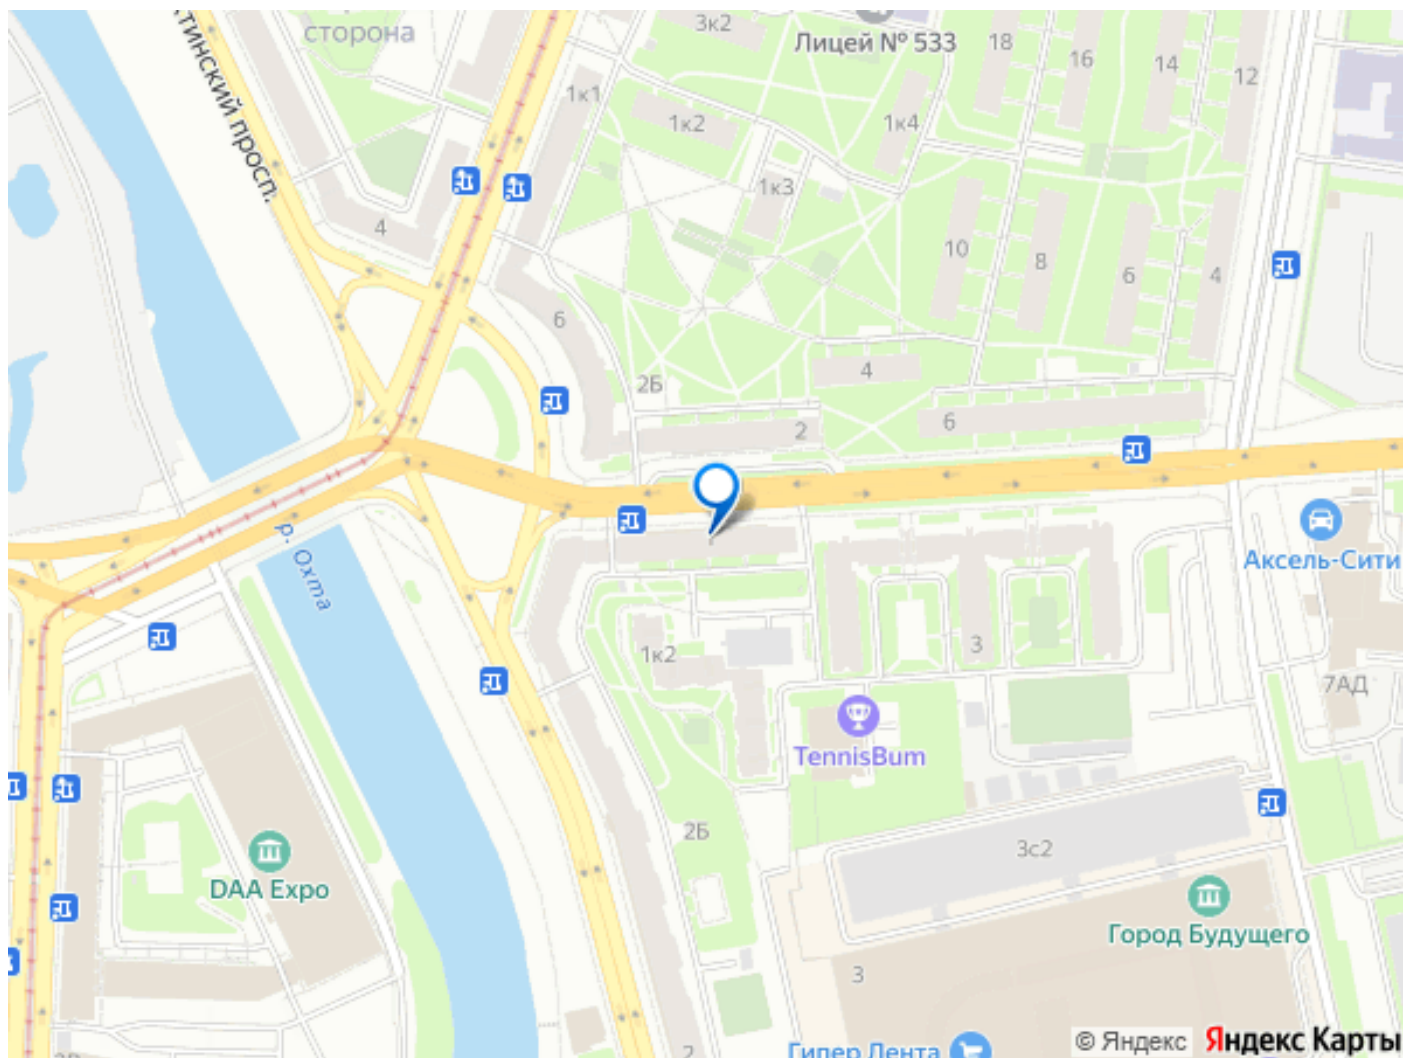 сторона
3к2
Лицей № 533
18
16
14
12
тинский просп.
1к1
1к2
1к4
1к3
4
10
8
6
4
6
2Б
4
2
6
р. Охта
Аксель-Сити
1к2
3
7АД
TennisBum
2Б
3с2
DAA Expo
Город Будущего
3
2
Гипер Лента
© Яндекс
Яндекс Карты